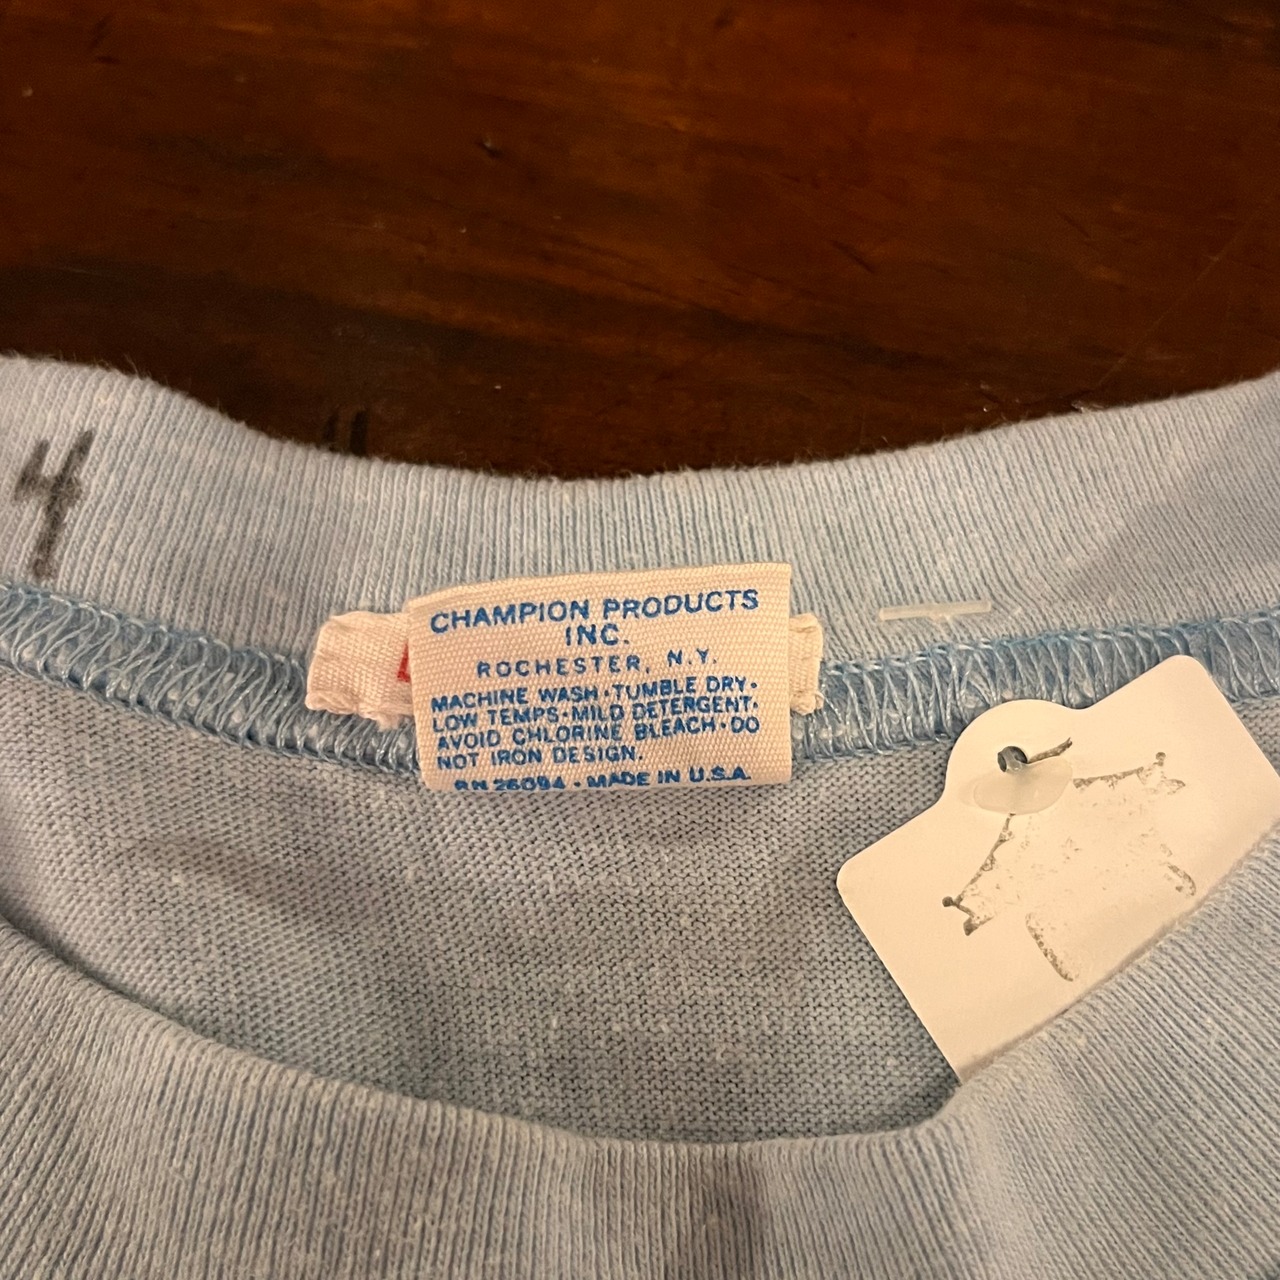 4
CHAMPION PRODUCTS
INC.
ROCHESTER, N.Y.
MACHINE WASH·TUMBLE DRY·
LOW TEMPS·MILD DETERGENT·
AVOID CHLORINE BLEACH·DO
NOT IRON DESIGN.
RN 26094 · MADE IN U.S.A.